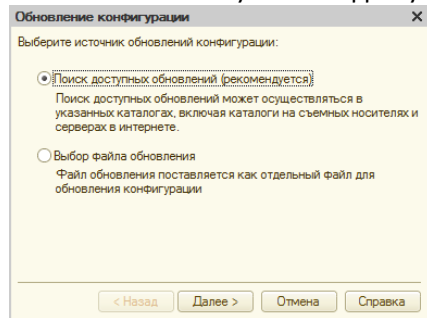 Обновление конфигурации
Выберите источник обновлений конфигурации:
Поиск доступных обновлений (рекомендуется)
Поиск доступных обновлений может осуществляться в
указанных каталогах, включая каталоги на съемных носителях и
серверах в интернете.
Выбор файла обновления
Файл обновления поставляется как отдельный файл для
обновления конфигурации
< Назад Далее > Отмена Справка